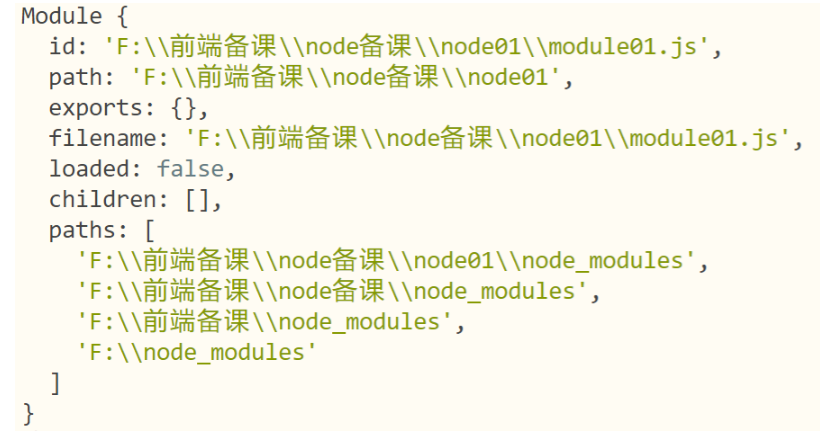 Module {
  id: 'F:\\前端备课\\node备课\\node01\\module01.js',
  path: 'F:\\前端备课\\node备课\\node01',
  exports: {},
  filename: 'F:\\前端备课\\node备课\\node01\\module01.js',
  loaded: false,
  children: [],
  paths: [
    'F:\\前端备课\\node备课\\node01\\node_modules',
    'F:\\前端备课\\node备课\\node_modules',
    'F:\\前端备课\\node_modules',
    'F:\\node_modules'
  ]
}